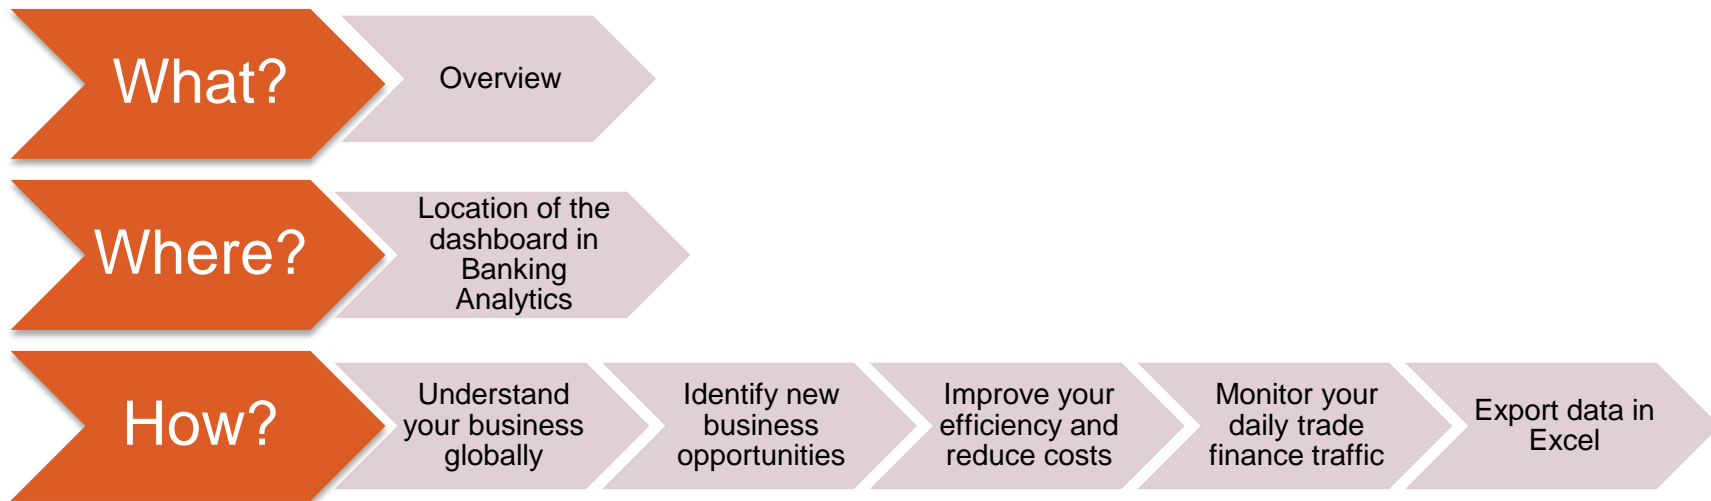 What?
Overview
Where?
Location of the
dashboard in
Banking
Analytics
How?
Understand
your business
globally
Identify new
business
opportunities
Improve your
efficiency and
reduce costs
Monitor your
daily trade
finance traffic
Export data in
Excel